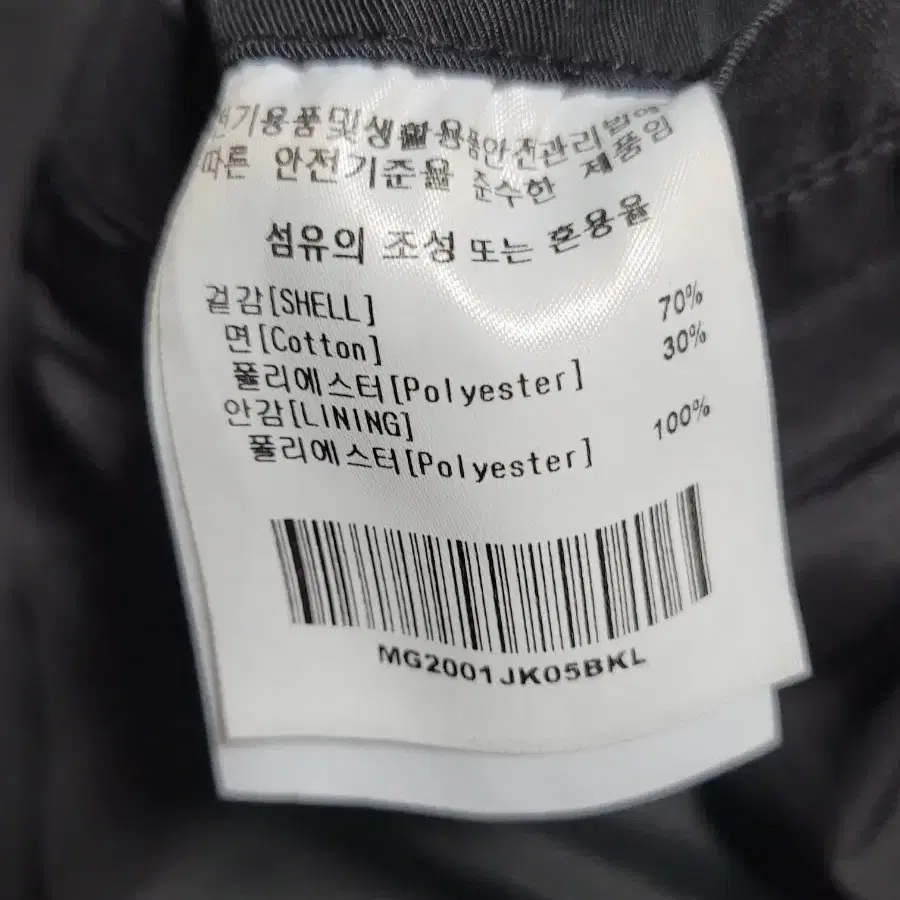 전기용품및생활용품안전관리법에
따른 안전기준을 준수한 제품임
섬유의 조성 또는 혼용율
겉감[SHELL]
면[Cotton] 70%
폴리에스터[Polyester] 30%
안감[LINING]
폴리에스터[Polyester] 100%
MG2001JK05BKL